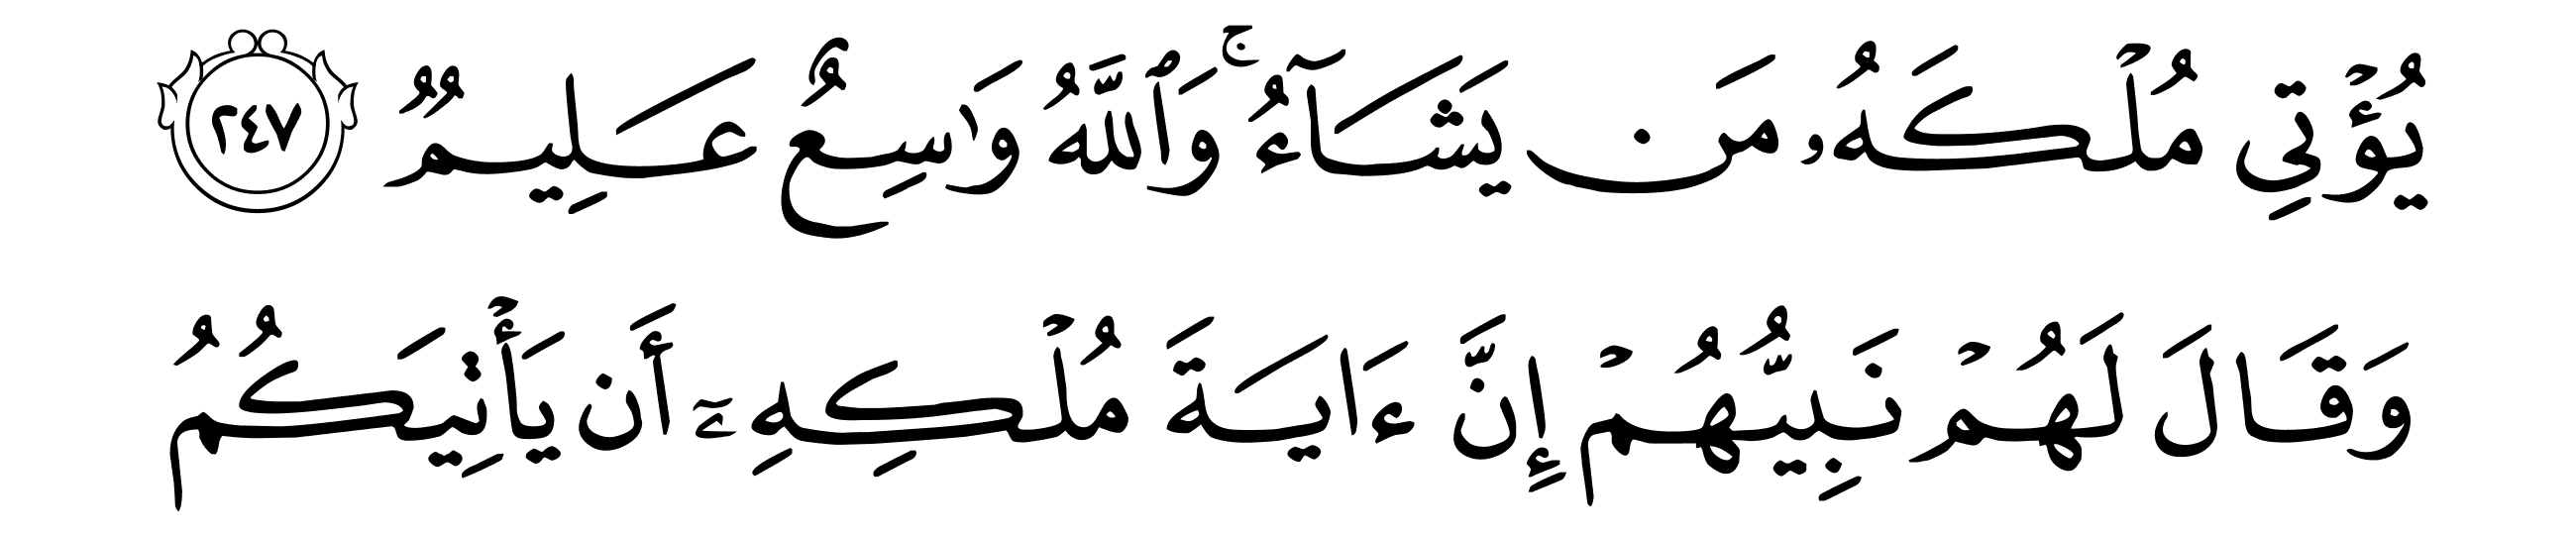 يُؤۡتِي مُلۡكَهُۥ مَن يَشَآءُۚ وَٱللَّهُ وَٰسِعٌ عَلِيمٞ ٢٤٧
وَقَالَ لَهُمۡ نَبِيُّهُمۡ إِنَّ ءَايَةَ مُلۡكِهِۦٓ أَن يَأۡتِيَكُمُ